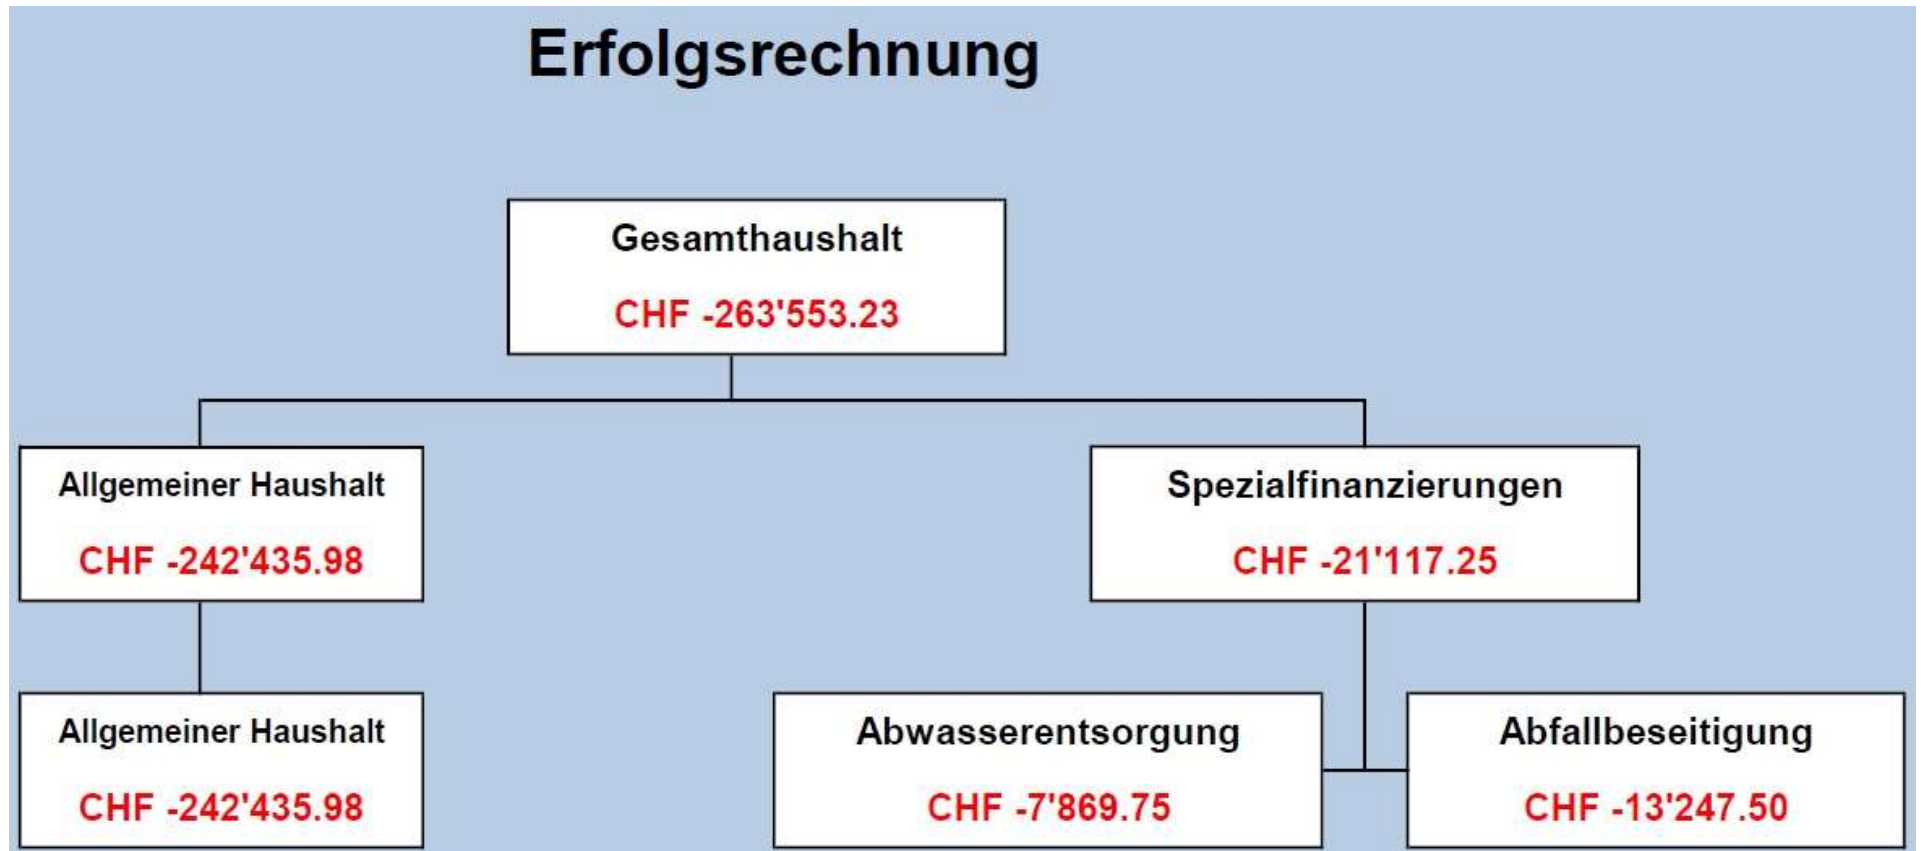 Erfolgsrechnung
Gesamthaushalt
CHF -263'553.23
Allgemeiner Haushalt
CHF -242'435.98
Spezialfinanzierungen
CHF -21'117.25
Allgemeiner Haushalt
CHF -242'435.98
Abwasserentsorgung
CHF -7'869.75
Abfallbeseitigung
CHF -13'247.50